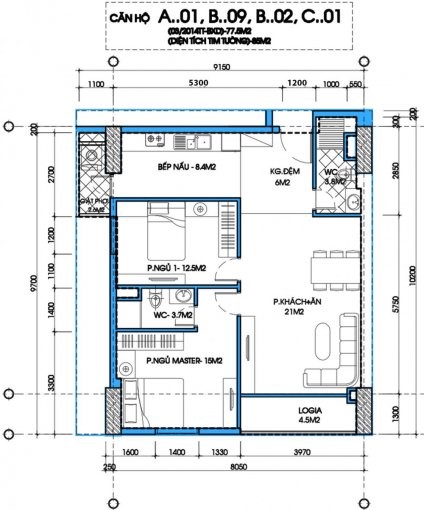 CĂN HỘ A..01, B..09, B..02, C..01
(03/2014TT-BXD)-77.5M2
(DIỆN TÍCH TIM TƯỜNG)-85M2
9150
1100 5300 1200 1000 550
200
300
200
2700
BẾP NẤU - 8.4M2
KG.ĐỆM
6M2
WC
3.8M2
2850
GIẶT PHƠI
2.6M2
1200
P.NGỦ 1- 12.5M2
1100
9700
10200
1400
WC- 3.7M2
P.KHÁCH+ĂN
21M2
5750
P.NGỦ MASTER- 15M2
3300
LOGIA
4.5M2
1300
1600 1400 1330 3970
250 8050